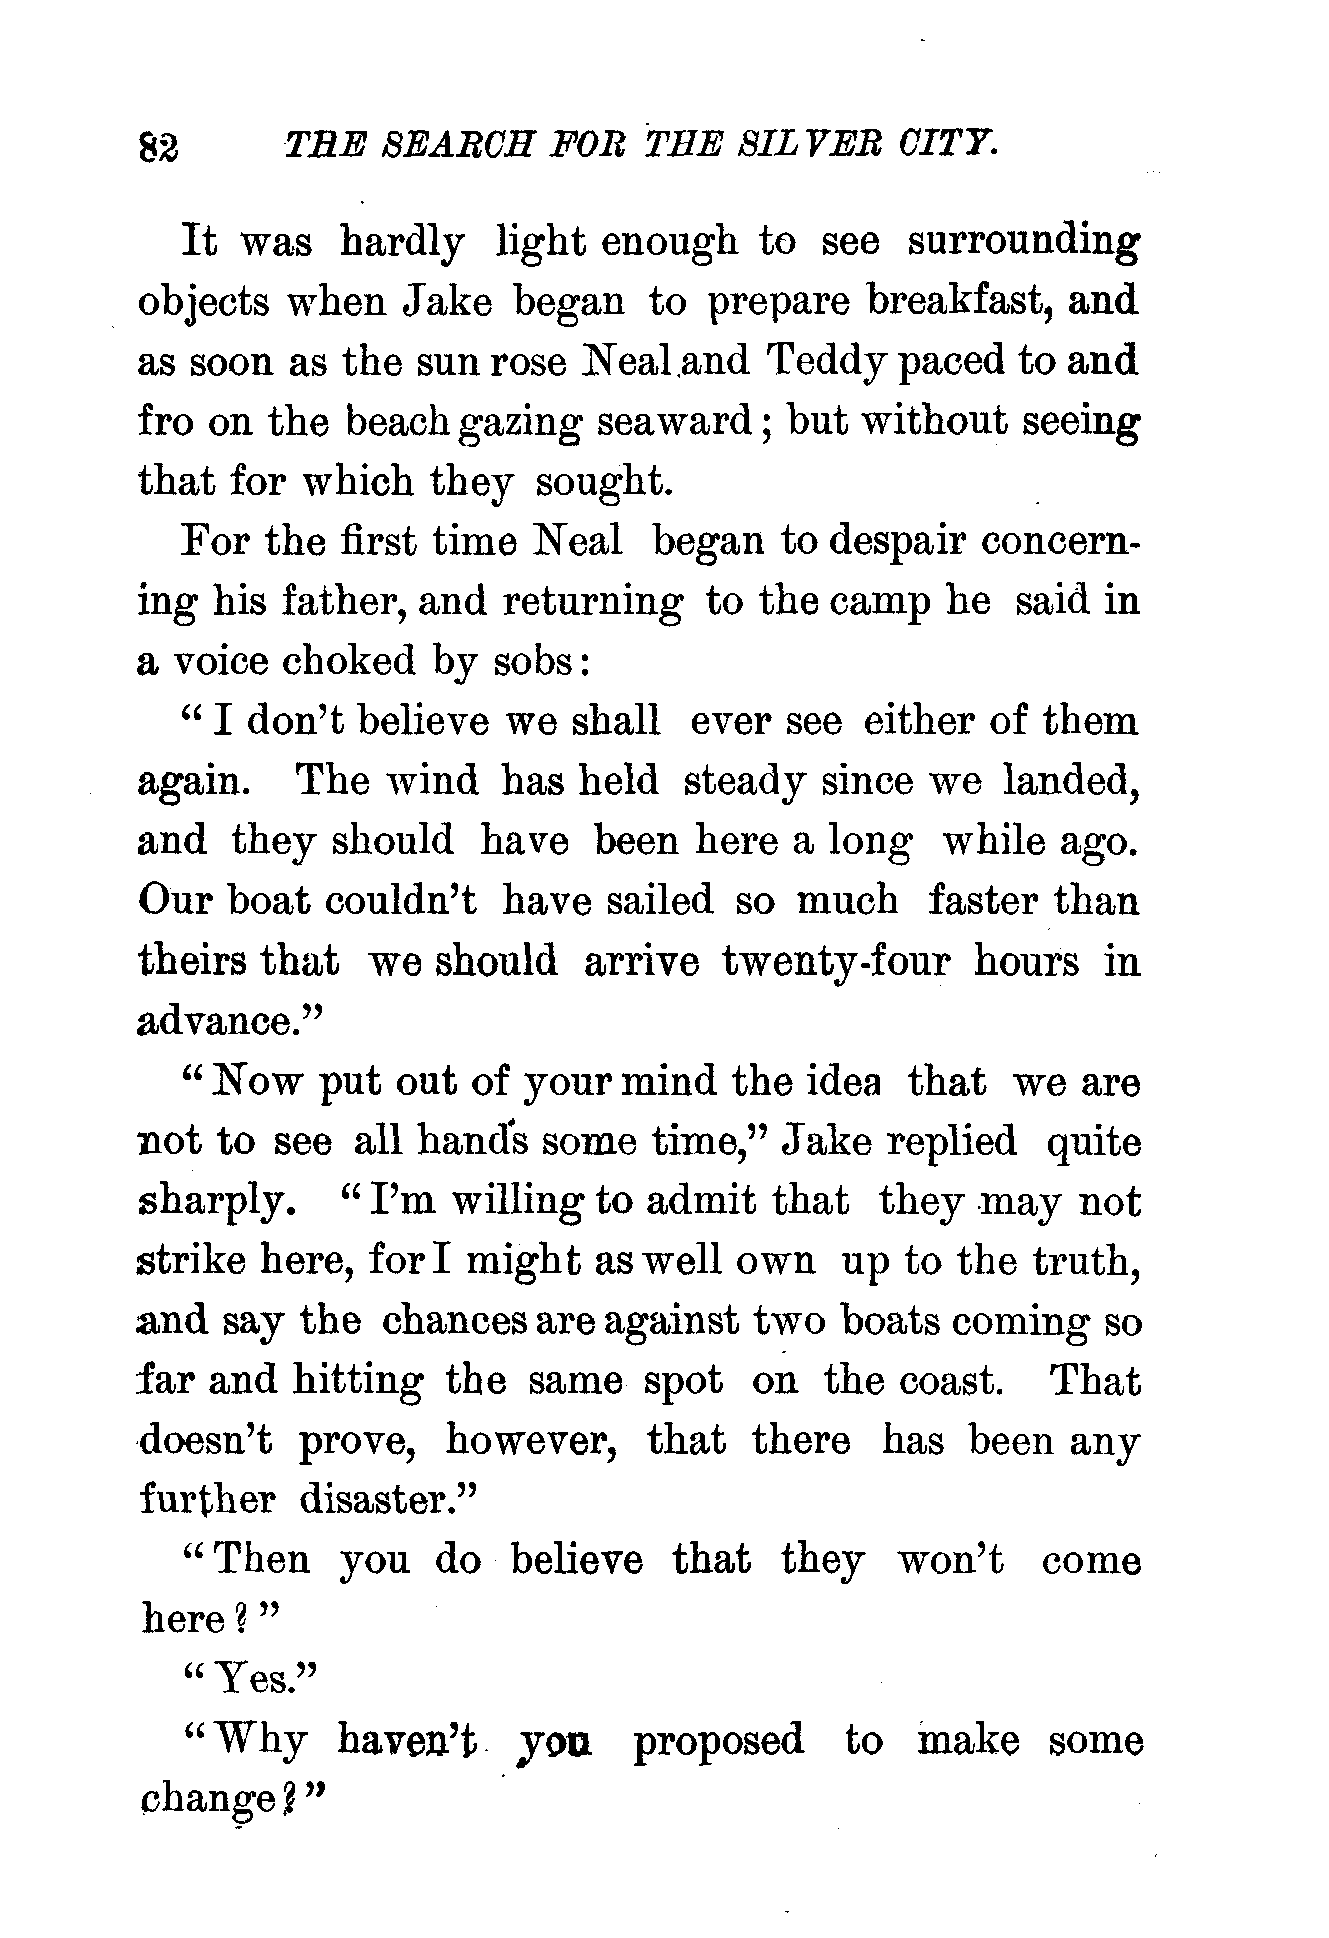 82 THE SEARCH FOR THE SILVER CITY.
It was hardly light enough to see surrounding
objects when Jake began to prepare breakfast, and
as soon as the sun rose Neal and Teddy paced to and
fro on the beach gazing seaward; but without seeing
that for which they sought.
For the first time Neal began to despair concern-
ing his father, and returning to the camp he said in
a voice choked by sobs:
“I don’t believe we shall ever see either of them
again. The wind has held steady since we landed,
and they should have been here a long while ago.
Our boat couldn’t have sailed so much faster than
theirs that we should arrive twenty-four hours in
advance.”
“Now put out of your mind the idea that we are
not to see all hands some time,” Jake replied quite
sharply. “I’m willing to admit that they may not
strike here, for I might as well own up to the truth,
and say the chances are against two boats coming so
far and hitting the same spot on the coast. That
doesn’t prove, however, that there has been any
further disaster.”
“Then you do believe that they won’t come
here?”
“Yes.”
“Why haven’t you proposed to make some
change?”